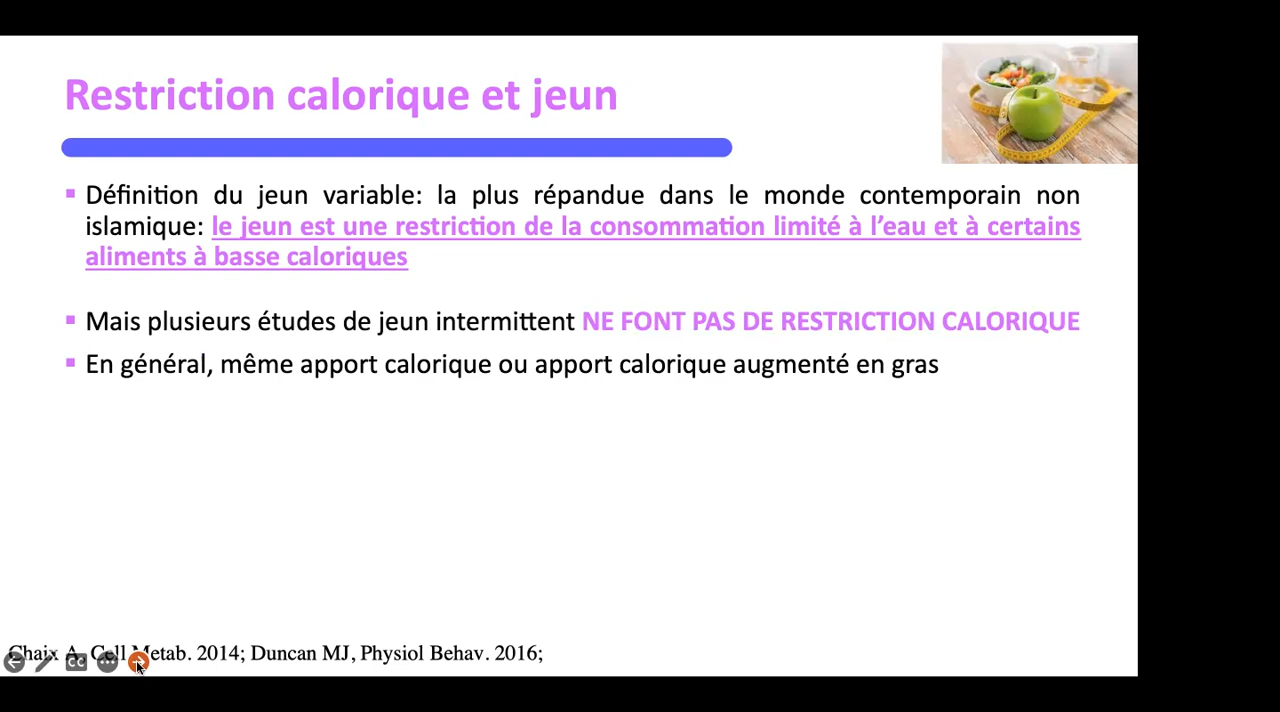 Restriction calorique et jeun
Définition du jeun variable: la plus répandue dans le monde contemporain non
islamique: le jeun est une restriction de la consommation limité à l’eau et à certains
aliments à basse caloriques
Mais plusieurs études de jeun intermittent NE FONT PAS DE RESTRICTION CALORIQUE
En général, même apport calorique ou apport calorique augmenté en gras
Chaix A. Cell Metab. 2014; Duncan MJ, Physiol Behav. 2016;
CC